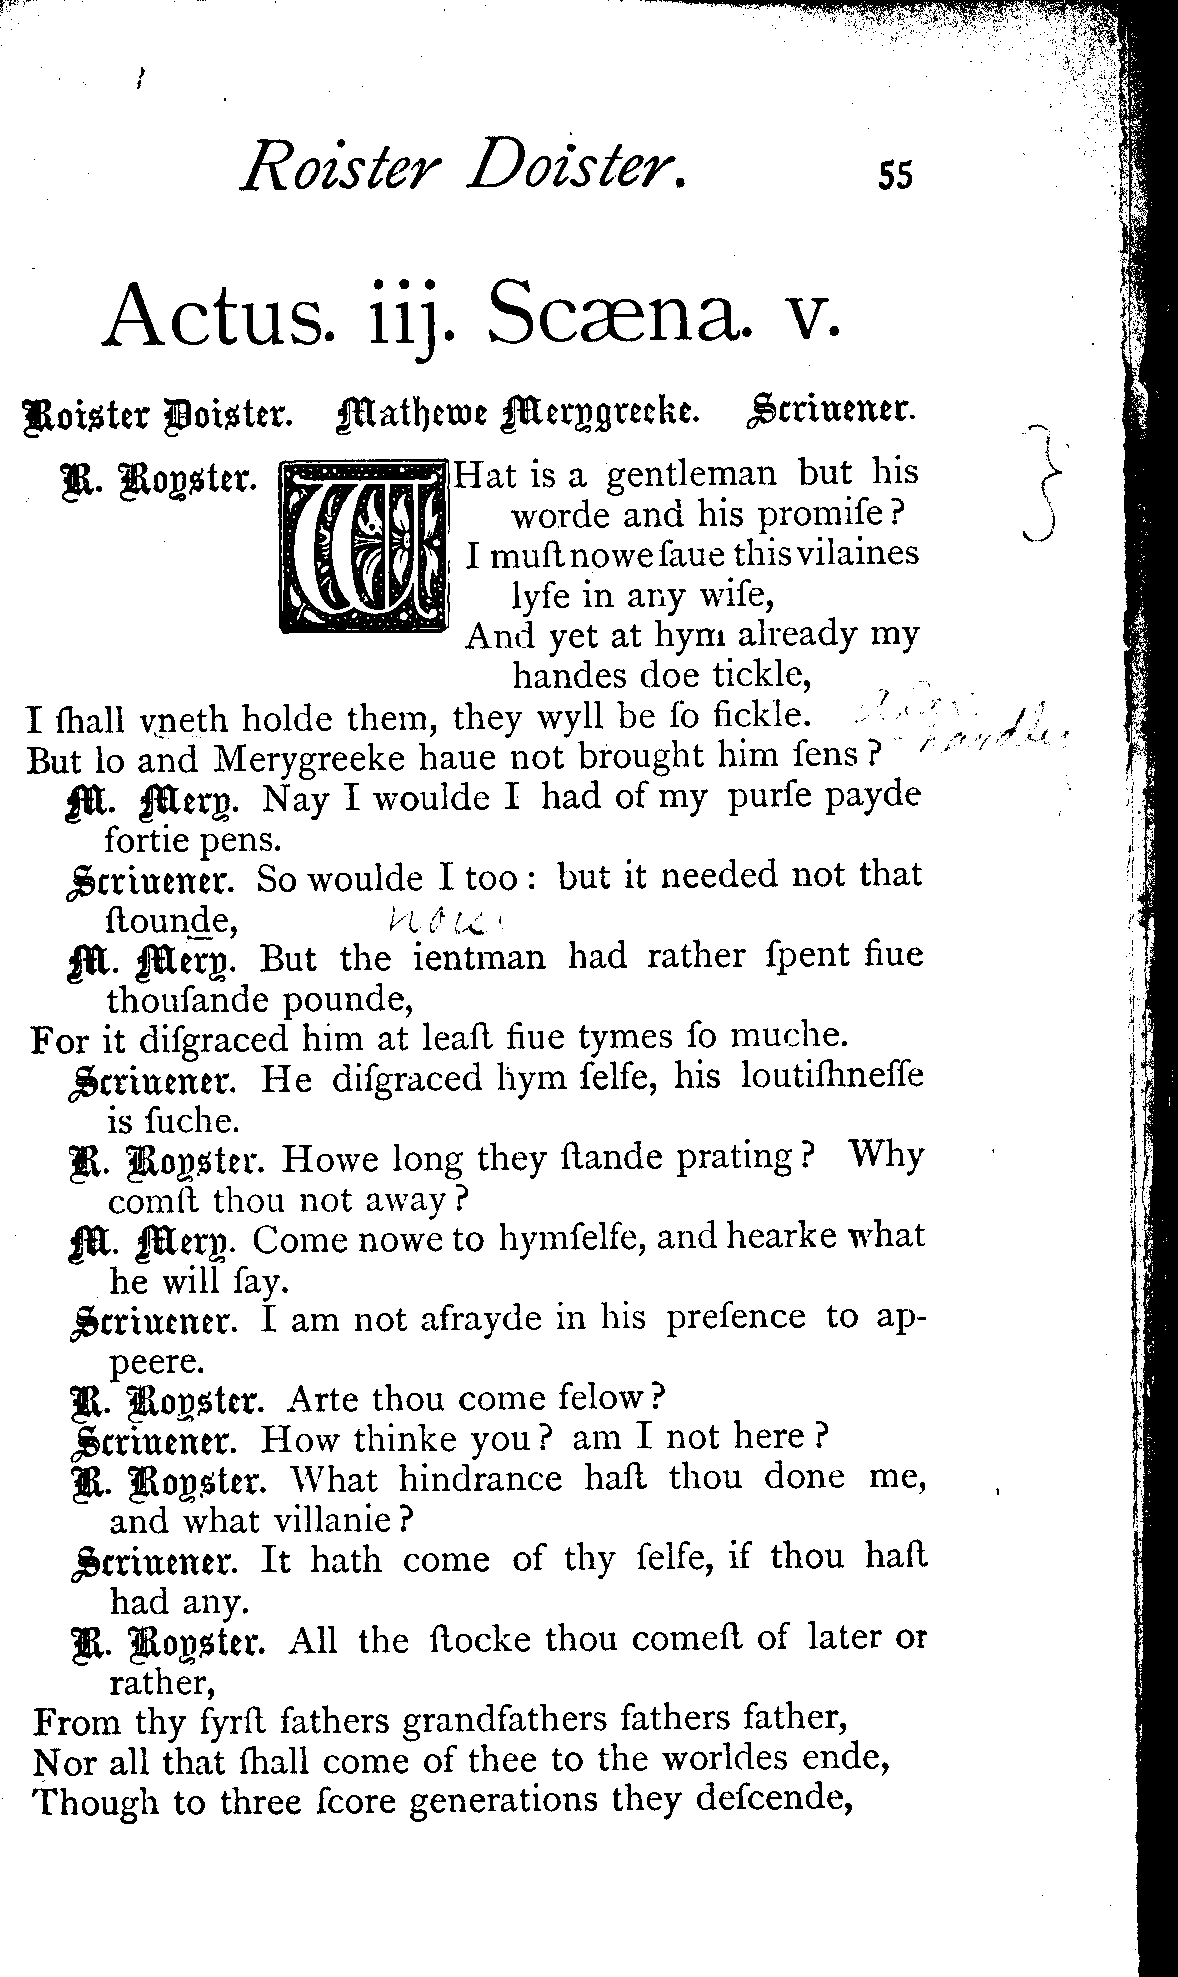 Roister Doister. 55
Actus. iij. Scæna. v.
Roister Doister. Mathewe Merygreeke. Scriuener.
R. Royster. WHat is a gentleman but his
worde and his promiſe?
I muſt nowe ſaue this vilaines
lyfe in any wiſe,
And yet at hym already my
handes doe tickle,
I ſhall vneth holde them, they wyll be ſo fickle.
But lo and Merygreeke haue not brought him ſens?
handles
M. Mery. Nay I woulde I had of my purſe payde
fortie pens.
Scriuener. So woulde I too: but it needed not that
ſtounde,
M. Mery. But the ientman had rather ſpent fiue
thouſande pounde,
For it diſgraced him at leaſt fiue tymes ſo muche.
Scriuener. He diſgraced hym ſelfe, his loutiſhneſſe
is ſuche.
R. Royster. Howe long they ſtande prating? Why
comſt thou not away?
M. Mery. Come nowe to hymſelfe, and hearke what
he will ſay.
Scriuener. I am not afrayde in his preſence to ap-
peere.
R. Royster. Arte thou come felow?
Scriuener. How thinke you? am I not here?
R. Royster. What hindrance haſt thou done me,
and what villanie?
Scriuener. It hath come of thy ſelfe, if thou haſt
had any.
R. Royster. All the ſtocke thou comeſt of later or
rather,
From thy fyrſt fathers grandfathers fathers father,
Nor all that ſhall come of thee to the worldes ende,
Though to three ſcore generations they deſcende,